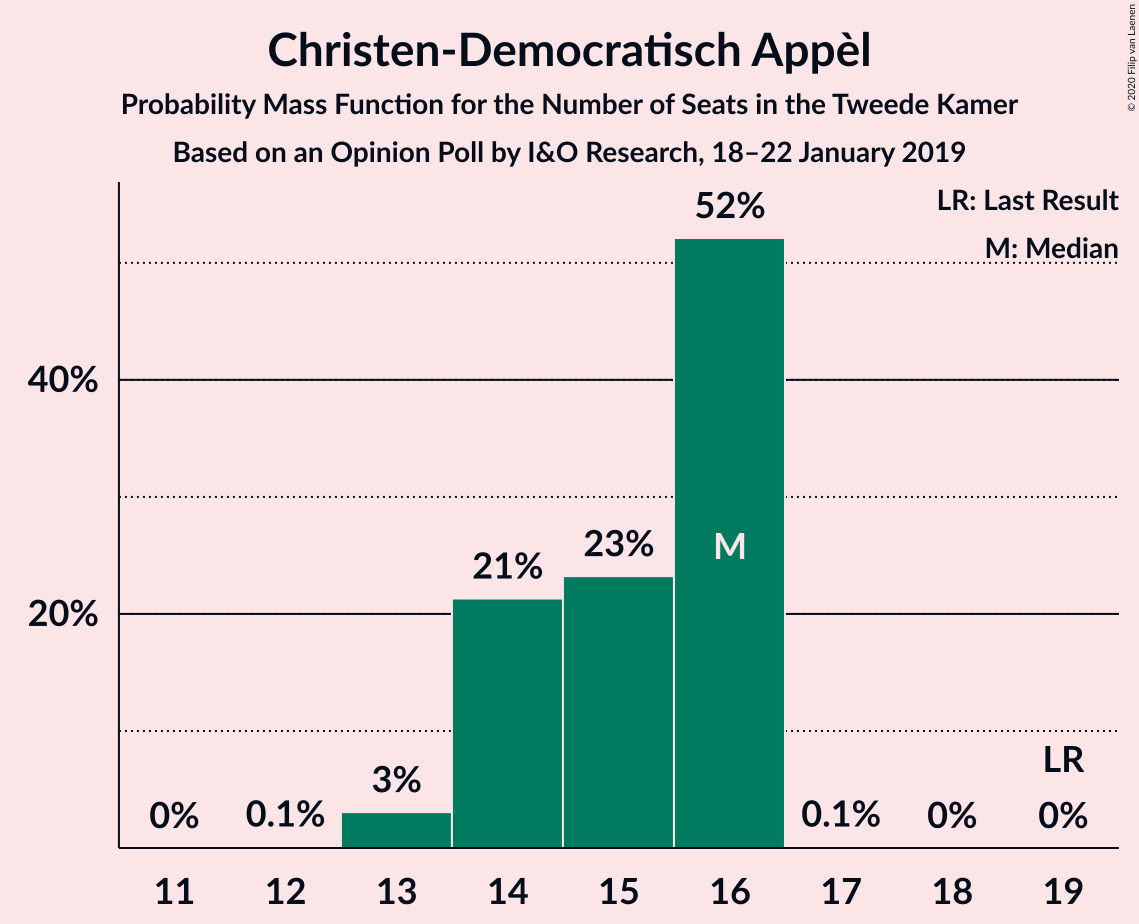 Christen-Democratisch Appèl
Probability Mass Function for the Number of Seats in the Tweede Kamer
Based on an Opinion Poll by I&O Research, 18–22 January 2019
© 2020 Filip van Laenen
LR: Last Result
M: Median
52%
40%
M
23%
21%
20%
LR
3%
0%
0.1%
0.1%
0%
0%
11 12 13 14 15 16 17 18 19